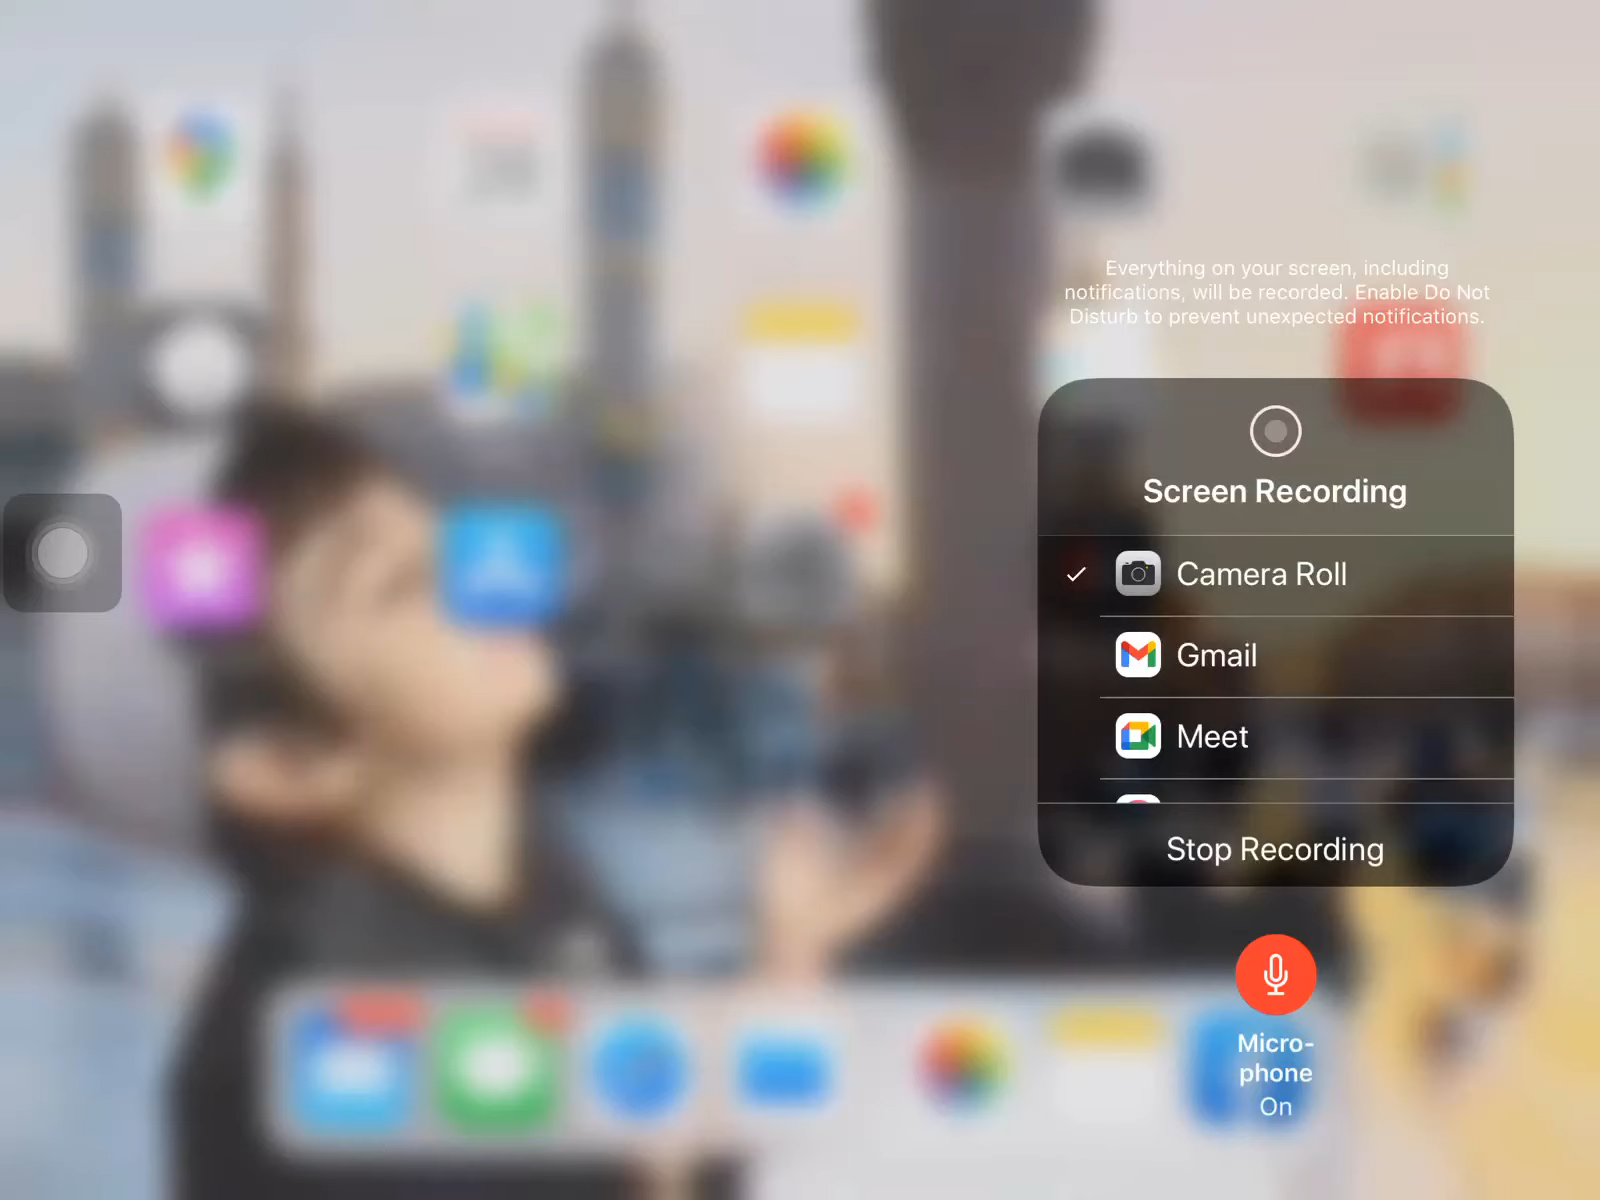 Everything on your screen, including
notifications, will be recorded. Enable Do Not
Disturb to prevent unexpected notifications.
Screen Recording
Camera Roll
Gmail
Meet
Stop Recording
Micro-
phone
On